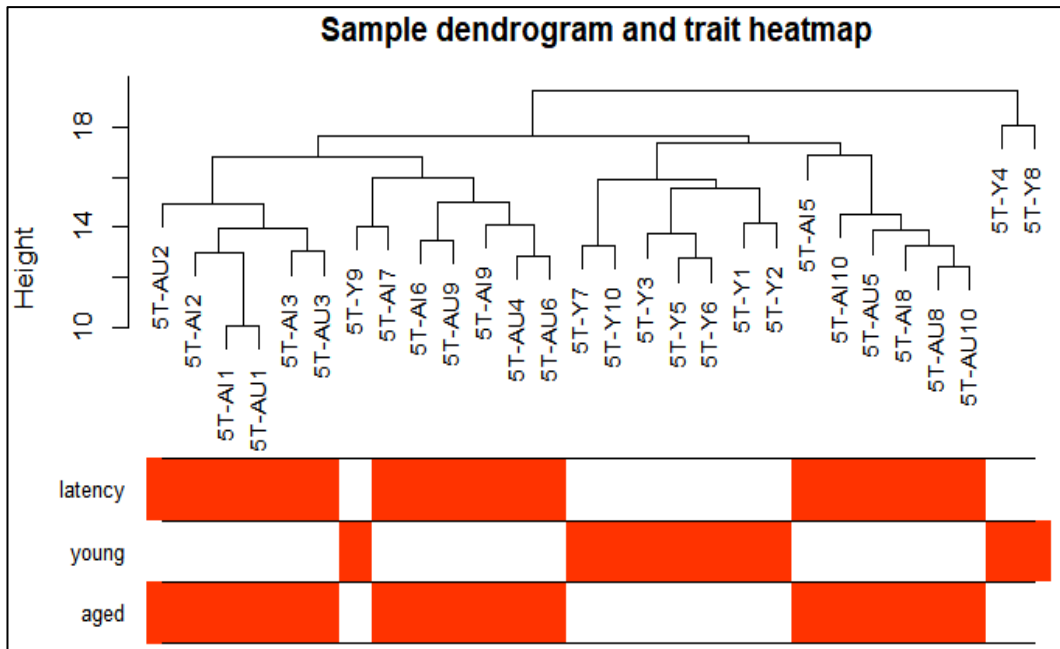 Sample dendrogram and trait heatmap
Height
18
14
10
5T-AU2
5T-AI2
5T-AI1
5T-AU1
5T-AI3
5T-AU3
5T-Y9
5T-AI7
5T-AI6
5T-AU9
5T-AI9
5T-AU4
5T-AU6
5T-Y7
5T-Y10
5T-Y3
5T-Y5
5T-Y6
5T-Y1
5T-Y2
5T-AI5
5T-AI10
5T-AU5
5T-AI8
5T-AU8
5T-AU10
5T-Y4
5T-Y8
latency
young
aged